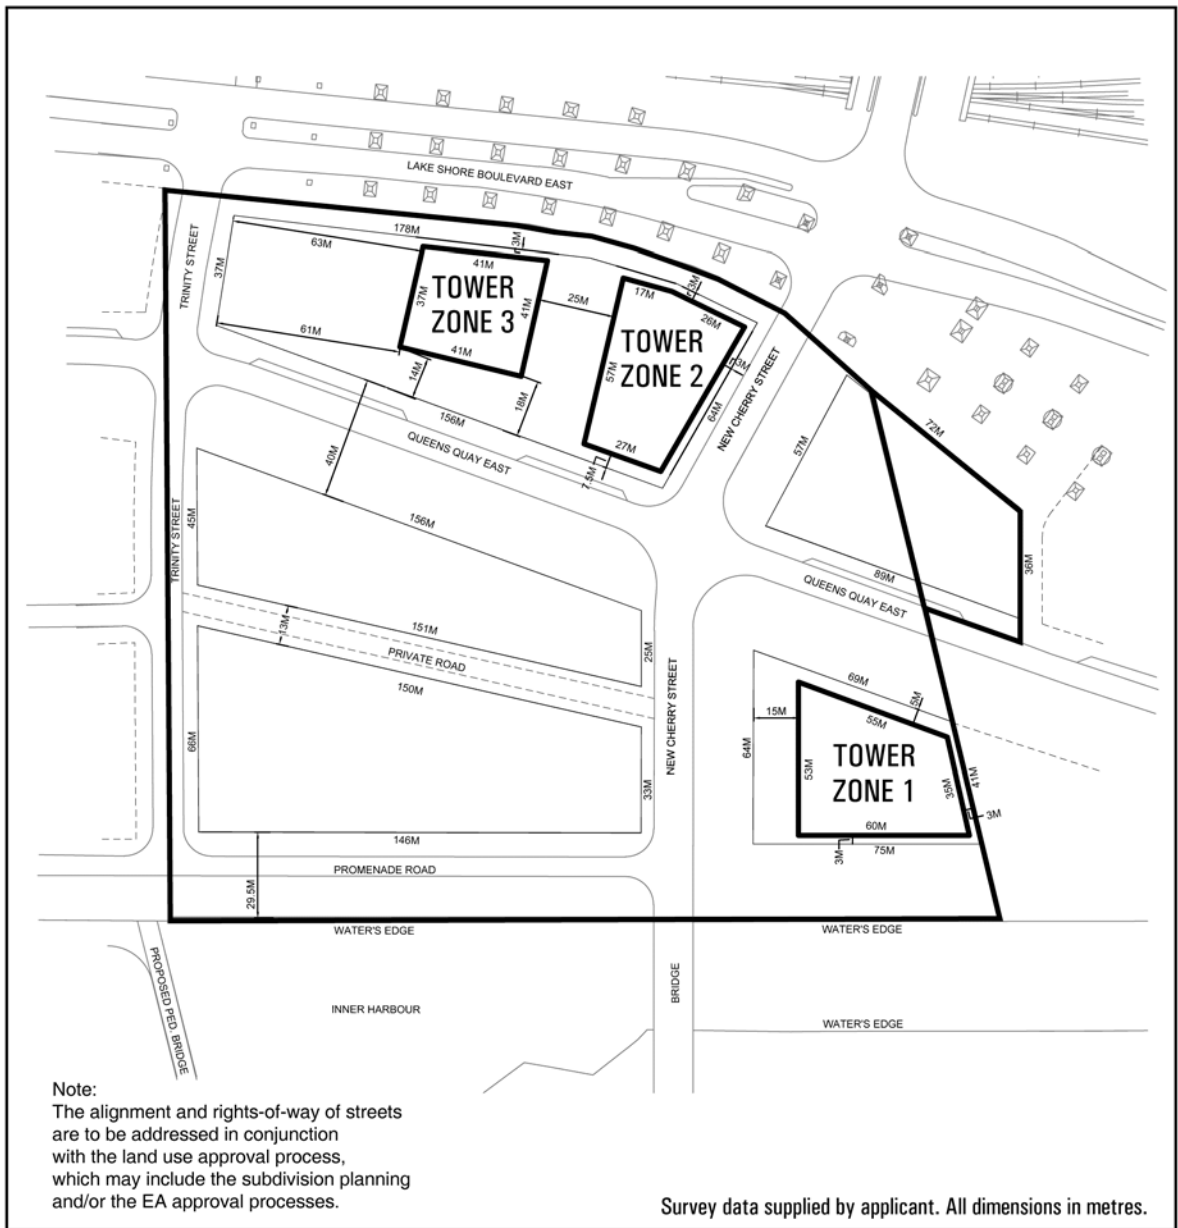 LAKE SHORE BOULEVARD EAST
TRINITY STREET
178M
3M
63M
41M
37M
37M
TOWER
ZONE 3
41M
25M
61M
41M
14M
18M
17M
3M
26M
TOWER
ZONE 2
57M
3M
64M
27M
7.5M
NEW CHERRY STREET
156M
QUEENS QUAY EAST
40M
72M
57M
89M
36M
QUEENS QUAY EAST
TRINITY STREET
45M
156M
13M
151M
25M
PRIVATE ROAD
150M
66M
33M
NEW CHERRY STREET
146M
69M
5M
15M
55M
64M
53M
TOWER
ZONE 1
35M
41M
60M
3M
3M
75M
PROMENADE ROAD
29.5M
WATER'S EDGE
WATER'S EDGE
PROPOSED PED. BRIDGE
BRIDGE
INNER HARBOUR
WATER'S EDGE
Note:
The alignment and rights-of-way of streets
are to be addressed in conjunction
with the land use approval process,
which may include the subdivision planning
and/or the EA approval processes.
Survey data supplied by applicant. All dimensions in metres.